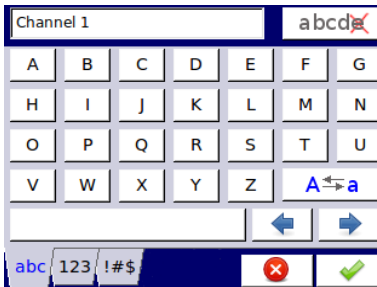 Channel 1 abcde
A B C D E F G
H I J K L M N
O P Q R S T U
V W X Y Z A a
abc 123 !#$